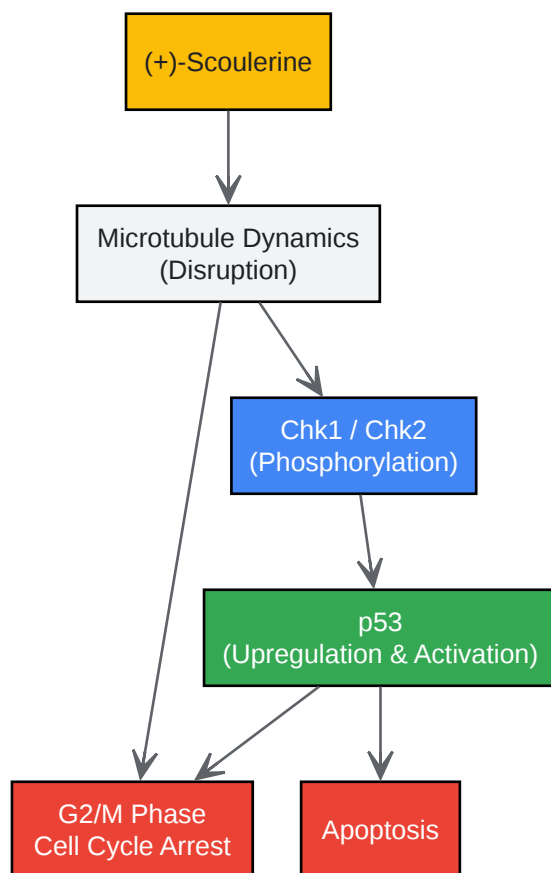 (+)-Scoulerine
Microtubule Dynamics
(Disruption)
Chk1 / Chk2
(Phosphorylation)
p53
(Upregulation & Activation)
G2/M Phase
Cell Cycle Arrest
Apoptosis